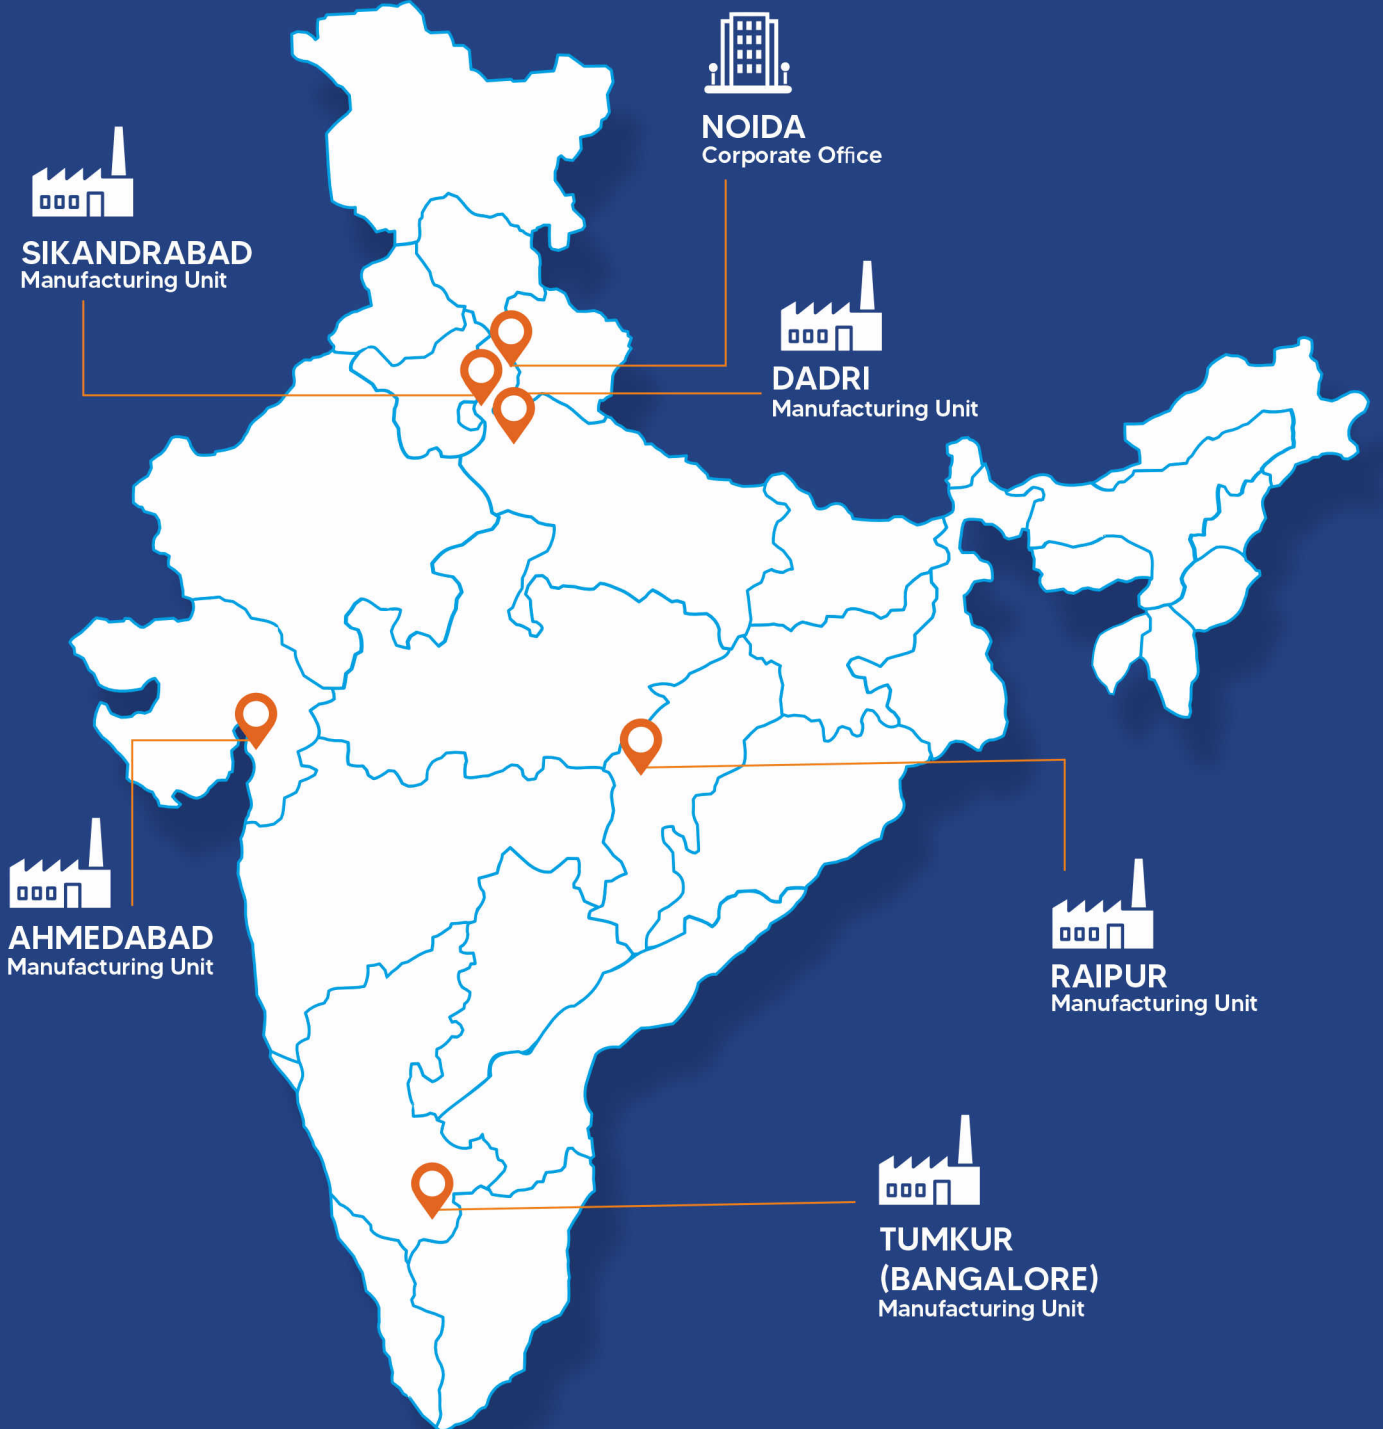 NOIDA
Corporate Office
SIKANDRABAD
Manufacturing Unit
DADRI
Manufacturing Unit
AHMEDABAD
Manufacturing Unit
RAIPUR
Manufacturing Unit
TUMKUR
(BANGALORE)
Manufacturing Unit